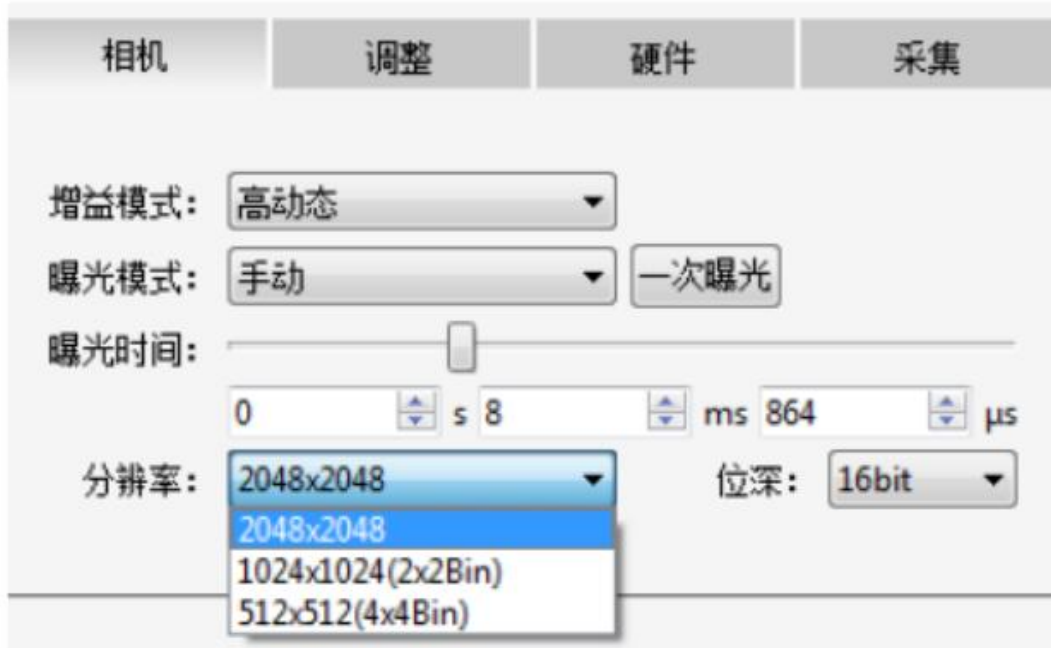 相机 调整 硬件 采集
增益模式: 高动态
曝光模式: 手动 一次曝光
曝光时间:
0 s 8 ms 864 μs
分辨率: 2048x2048 位深: 16bit
2048x2048
1024x1024(2x2Bin)
512x512(4x4Bin)